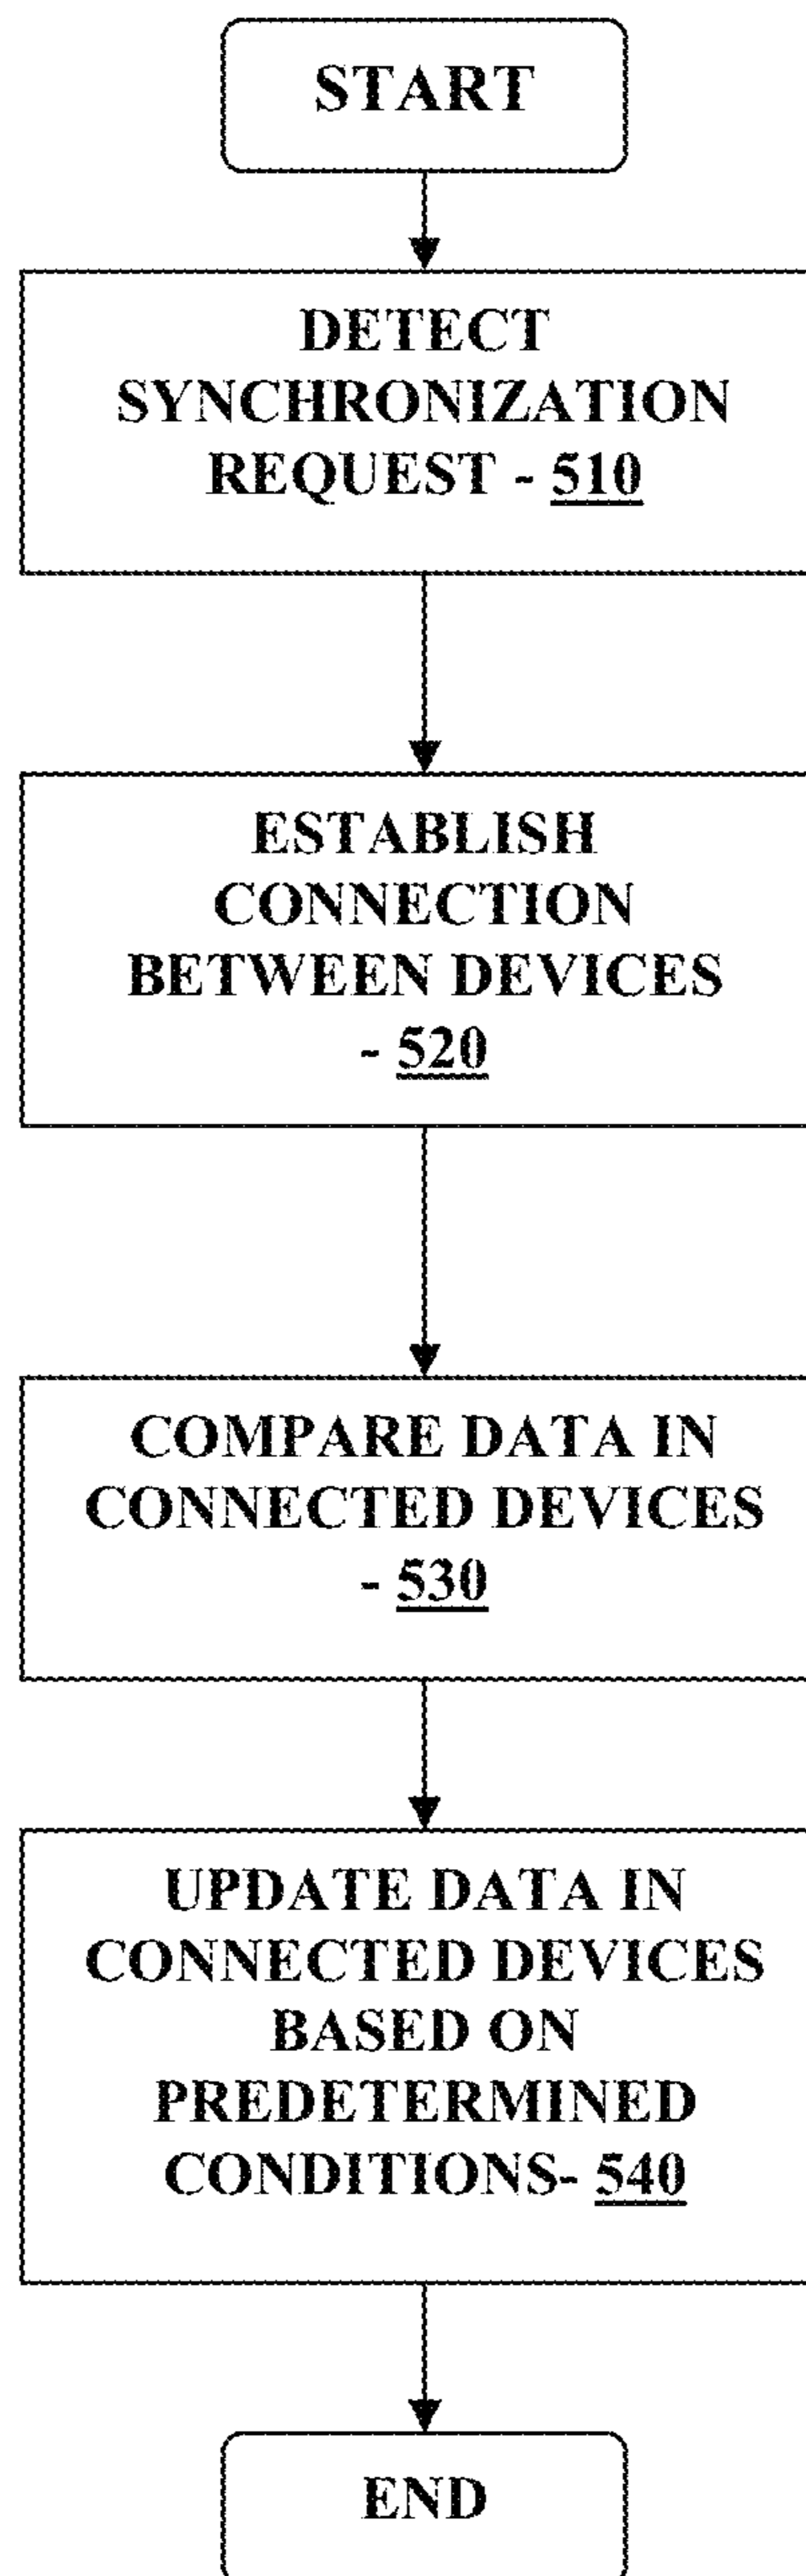 START
DETECT
SYNCHRONIZATION
REQUEST - 510
ESTABLISH
CONNECTION
BETWEEN DEVICES
- 520
COMPARE DATA IN
CONNECTED DEVICES
- 530
UPDATE DATA IN
CONNECTED DEVICES
BASED ON
PREDETERMINED
CONDITIONS- 540
END